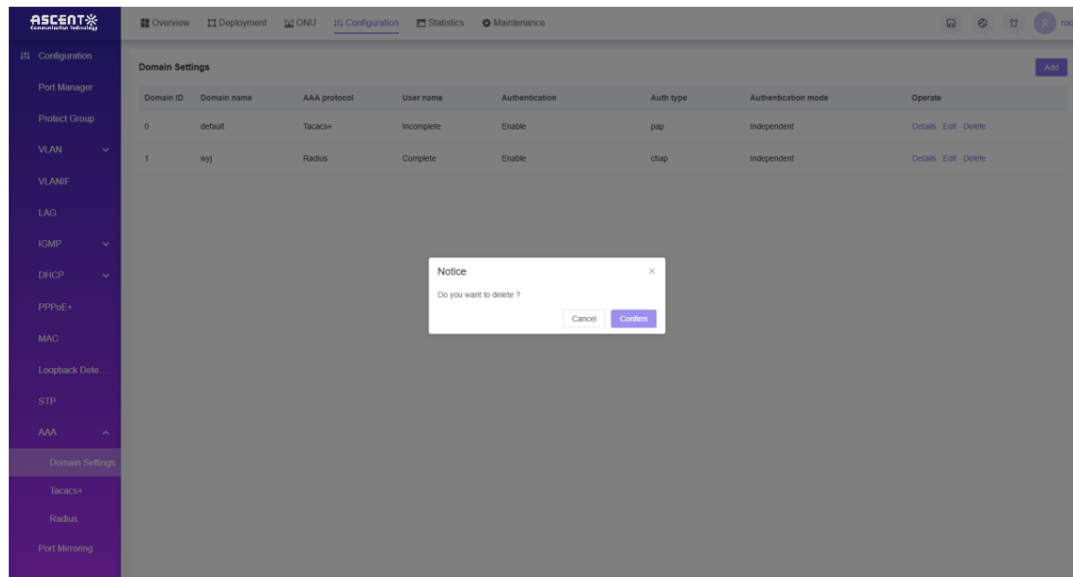 ASCENT
Communication Technology
Overview Deployment ONU Configuration Statistics Maintenance
Configuration
Port Manager
Protect Group
VLAN
VLANIF
LAG
IGMP
DHCP
PPPoE+
MAC
Loopback Dete...
STP
AAA
Domain Settings
Tacacs+
Radius
Port Mirroring
Domain Settings
Add
Domain ID Domain name AAA protocol User name Authentication Auth type Authentication mode Operate
0 default Tacacs+ Incomplete Enable pap Independent Details Edit Delete
1 wyj Radius Complete Enable chap Independent Details Edit Delete
Notice
Do you want to delete ?
Cancel Confirm